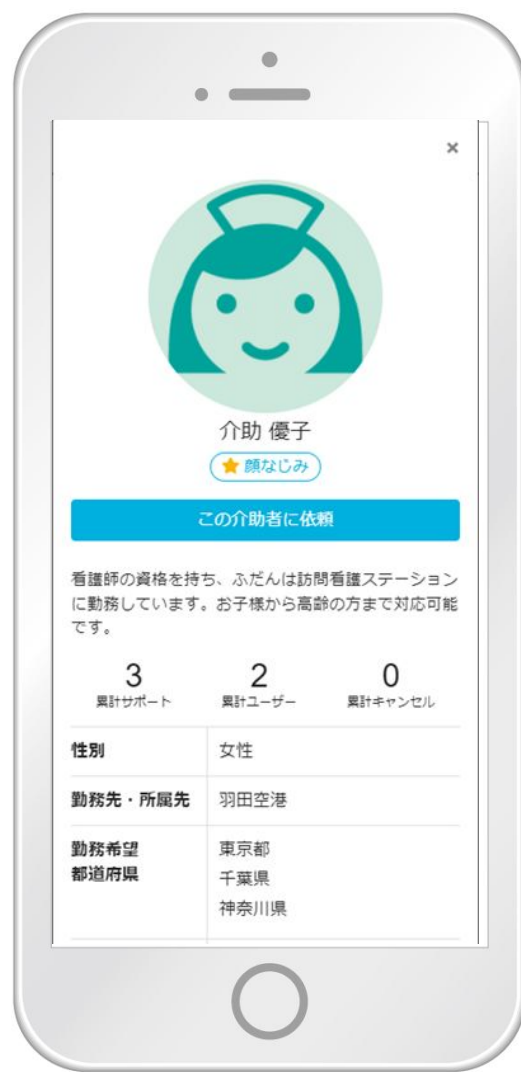 ×
介助 優子
★ 顔なじみ
この介助者に依頼
看護師の資格を持ち、ふだんは訪問看護ステーション
に勤務しています。お子様から高齢の方まで対応可能
です。
3 2 0
累計サポート 累計ユーザー 累計キャンセル
性別 女性
勤務先・所属先 羽田空港
勤務希望 東京都
都道府県 千葉県
神奈川県